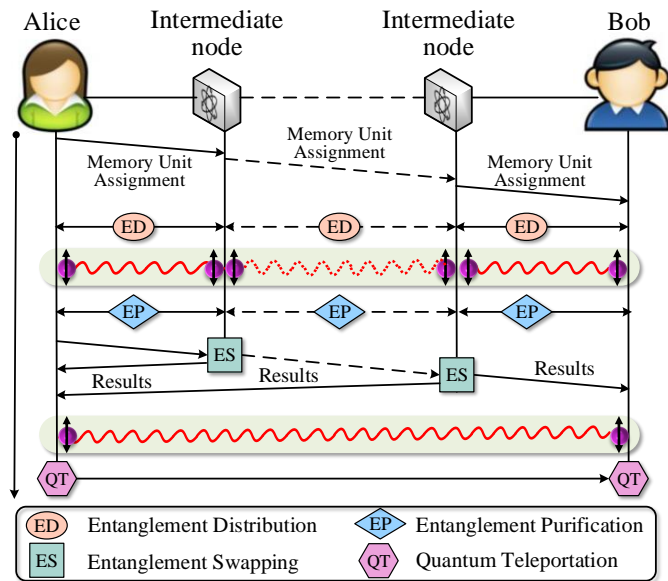 Alice
Intermediate
node
Intermediate
node
Bob
Memory Unit
Assignment
Memory Unit
Assignment
Memory Unit
Assignment
ED
ED
ED
EP
EP
EP
ES
ES
Results
Results
Results
QT
QT
ED Entanglement Distribution
EP Entanglement Purification
ES Entanglement Swapping
QT Quantum Teleportation